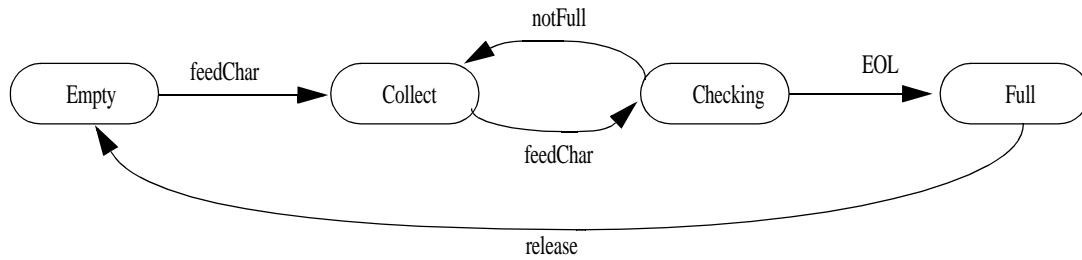 notFull
feedChar
EOL
Empty
Collect
Checking
Full
feedChar
release